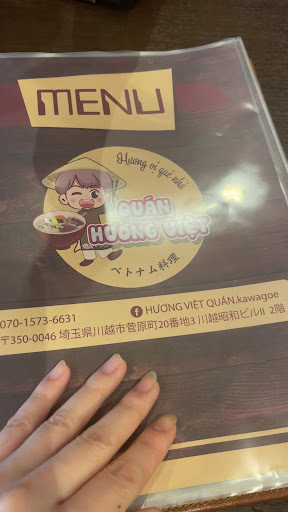 MENU
Hương vị quê nhà
QUÁN
HƯƠNG VIỆT
ベトナム料理
070-1573-6631
HƯƠNG VIỆT QUÁN.kawagoe
〒350-0046 埼玉県川越市菅原町20番地3 川越昭和ビルII 2階